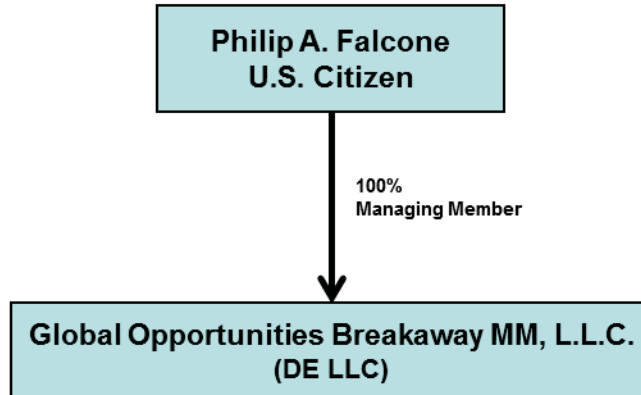 Philip A. Falcone
U.S. Citizen
100%
Managing Member
Global Opportunities Breakaway MM, L.L.C.
(DE LLC)